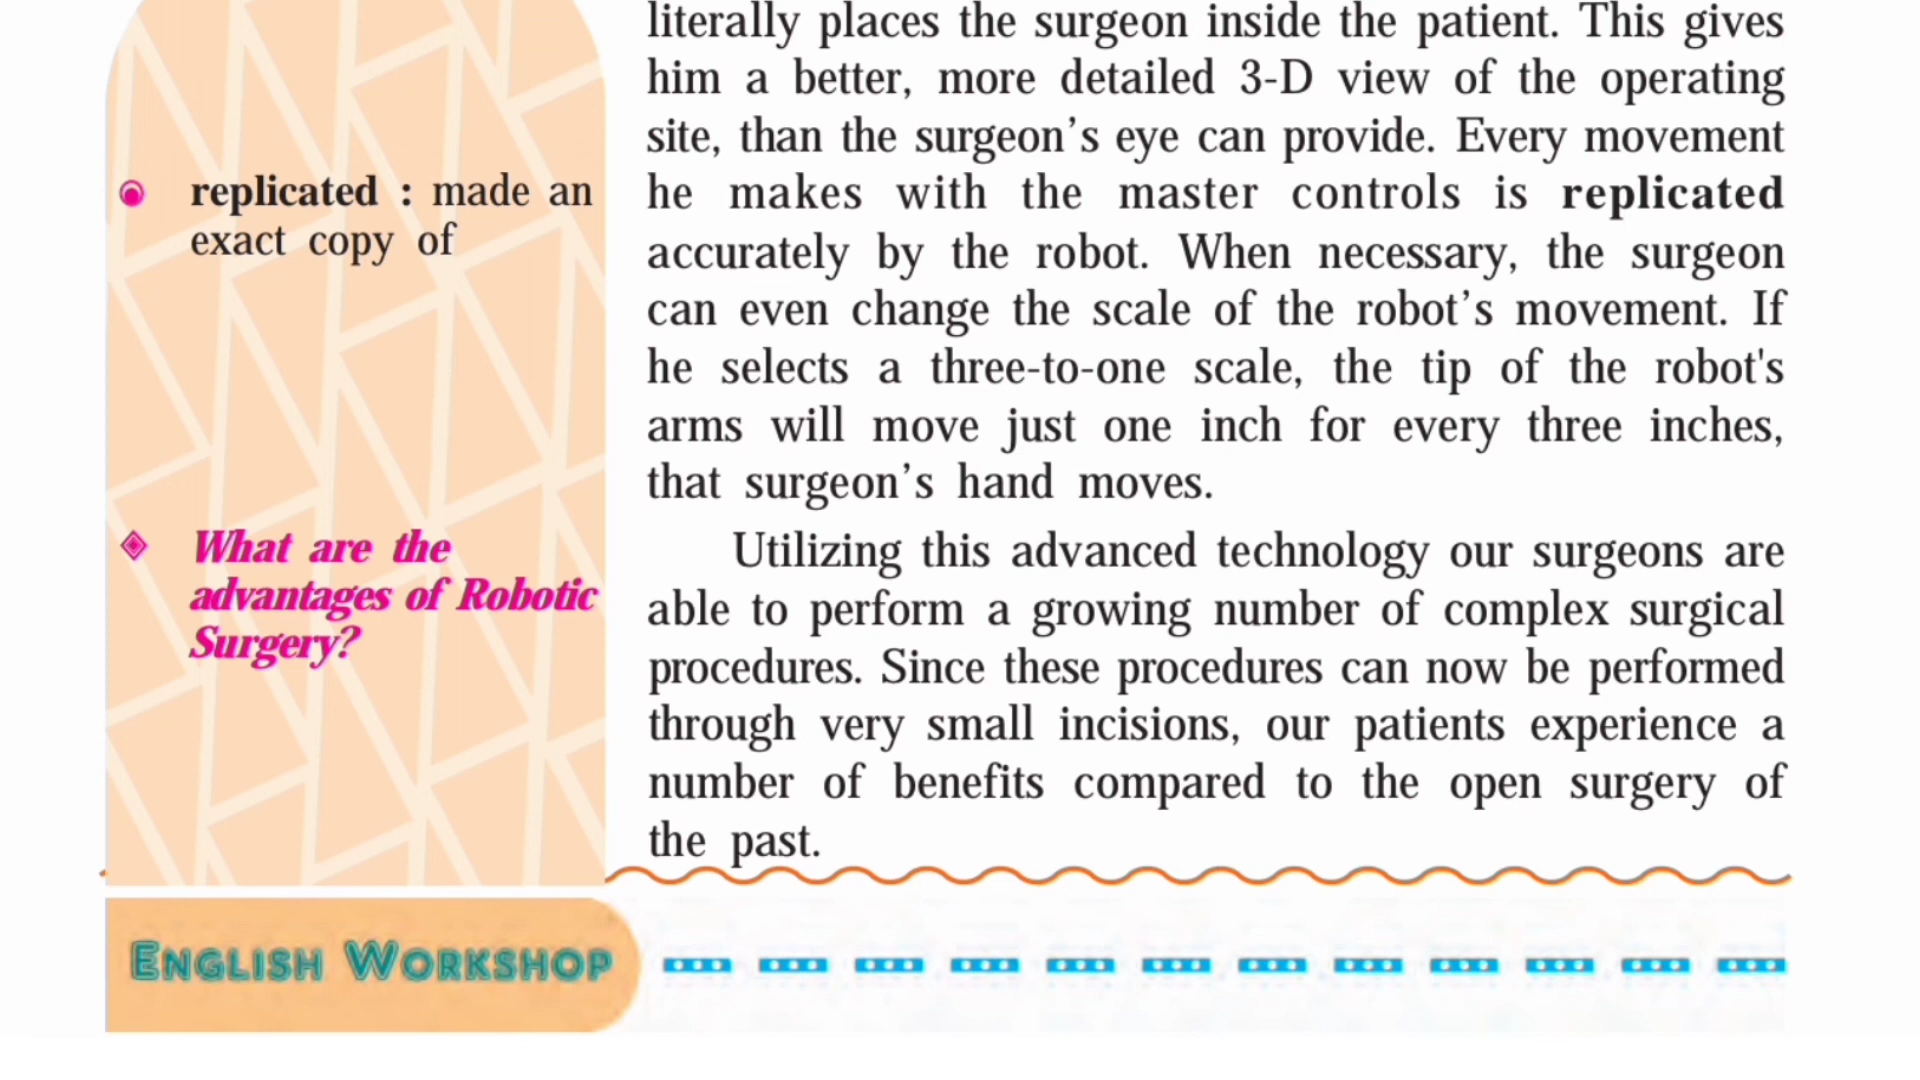 literally places the surgeon inside the patient. This gives
him a better, more detailed 3-D view of the operating
site, than the surgeon’s eye can provide. Every movement
he makes with the master controls is replicated
accurately by the robot. When necessary, the surgeon
can even change the scale of the robot’s movement. If
he selects a three-to-one scale, the tip of the robot's
arms will move just one inch for every three inches,
that surgeon’s hand moves.
Utilizing this advanced technology our surgeons are
able to perform a growing number of complex surgical
procedures. Since these procedures can now be performed
through very small incisions, our patients experience a
number of benefits compared to the open surgery of
the past.
replicated : made an
exact copy of
What are the
advantages of Robotic
Surgery?
ENGLISH WORKSHOP